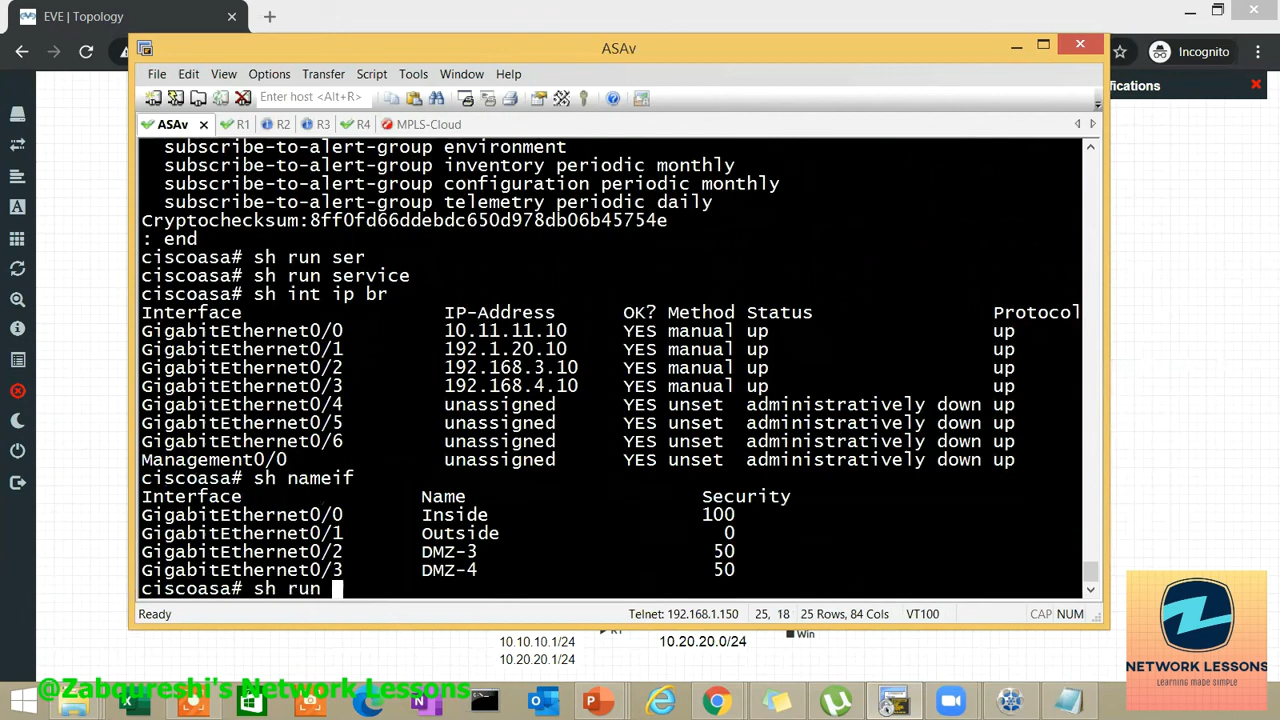 EVE | Topology
Incognito
ASAv
File Edit View Options Transfer Script Tools Window Help
Enter host <Alt+R>
fications
ASAv R1 R2 R3 R4 MPLS-Cloud
subscribe-to-alert-group environment
subscribe-to-alert-group inventory periodic monthly
subscribe-to-alert-group configuration periodic monthly
subscribe-to-alert-group telemetry periodic daily
Cryptochecksum:8ff0fd66ddebdc650d978db06b45754e
: end
ciscoasa# sh run ser
ciscoasa# sh run service
ciscoasa# sh int ip br
Interface IP-Address OK? Method Status Protocol
GigabitEthernet0/0 10.11.11.10 YES manual up up
GigabitEthernet0/1 192.1.20.10 YES manual up up
GigabitEthernet0/2 192.168.3.10 YES manual up up
GigabitEthernet0/3 192.168.4.10 YES manual up up
GigabitEthernet0/4 unassigned YES unset administratively down up
GigabitEthernet0/5 unassigned YES unset administratively down up
GigabitEthernet0/6 unassigned YES unset administratively down up
Management0/0 unassigned YES unset administratively down up
ciscoasa# sh nameif
Interface Name Security
GigabitEthernet0/0 Inside 100
GigabitEthernet0/1 Outside 0
GigabitEthernet0/2 DMZ-3 50
GigabitEthernet0/3 DMZ-4 50
ciscoasa# sh run
Ready Telnet: 192.168.1.150 25, 18 25 Rows, 84 Cols VT100 CAP NUM
10.10.10.1/24 R1 10.20.20.0/24 Win
10.20.20.1/24
NETWORK LESSONS
Learning made simple
@Zaboureshi's Network Lessons